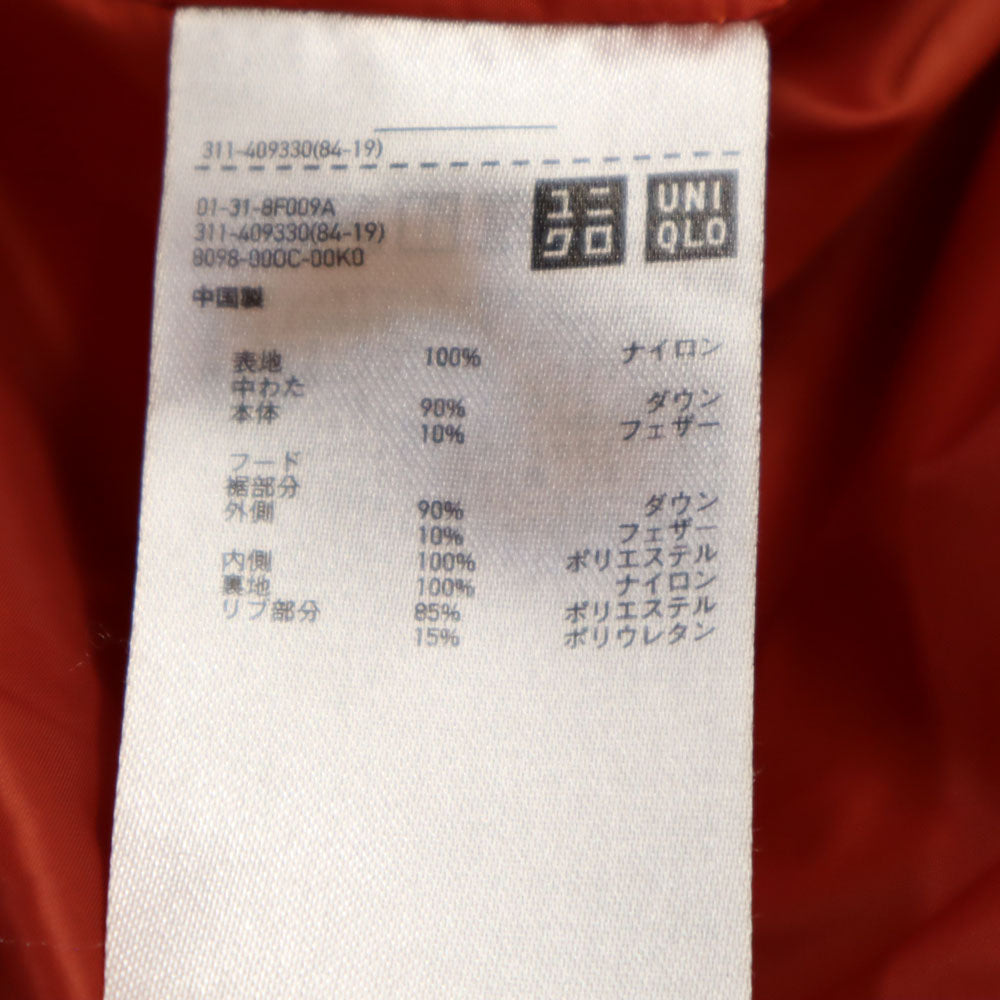 311-409330(84-19)
ユニクロ
UNIQLO
01-31-8F009A
311-409330(84-19)
8098-000C-00K0
中国製
表地 100% ナイロン
中わた
本体 90% ダウン
10% フェザー
フード
裾部分
外側 90% ダウン
10% フェザー
内側 100% ポリエステル
裏地 100% ナイロン
リブ部分 85% ポリエステル
15% ポリウレタン